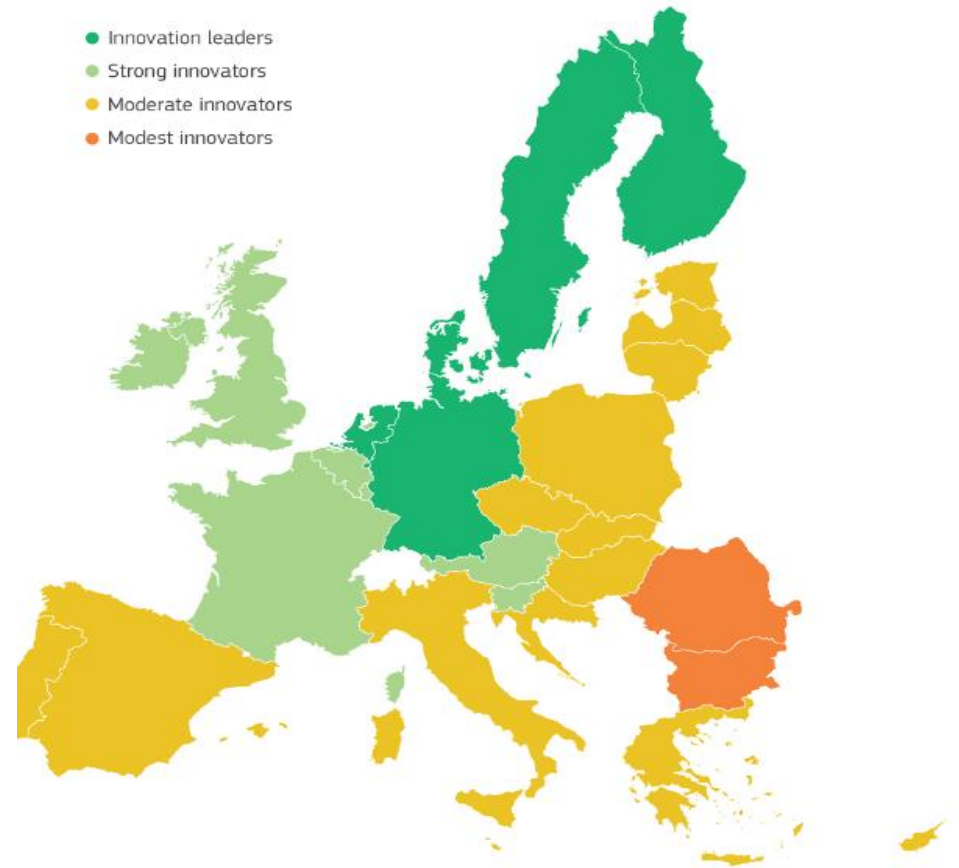 Innovation leaders
Strong innovators
Moderate innovators
Modest innovators